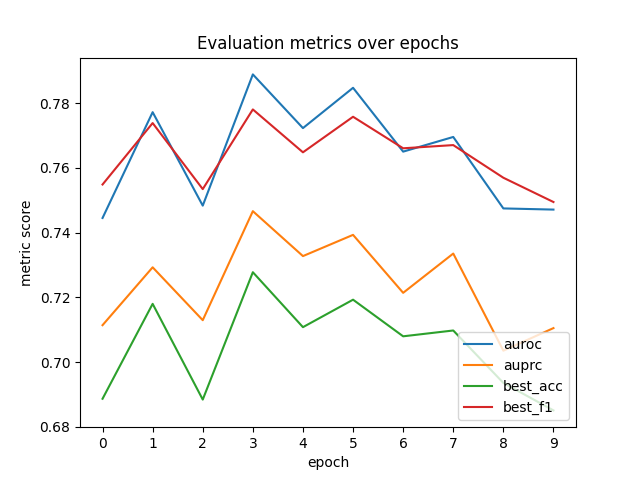 Evaluation metrics over epochs
metric score
0.78
0.76
0.74
0.72
0.70
0.68
0 1 2 3 4 5 6 7 8 9
epoch
auroc
auprc
best_acc
best_f1